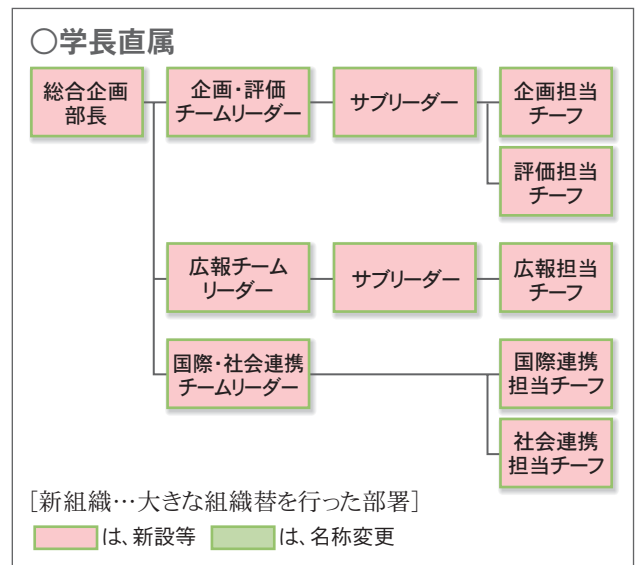 ○学長直属
総合企画
部長
企画・評価
チームリーダー
サブリーダー
企画担当
チーフ
評価担当
チーフ
広報チーム
リーダー
サブリーダー
広報担当
チーフ
国際・社会連携
チームリーダー
国際連携
担当チーフ
社会連携
担当チーフ
［新組織…大きな組織替を行った部署］
は、新設等 は、名称変更